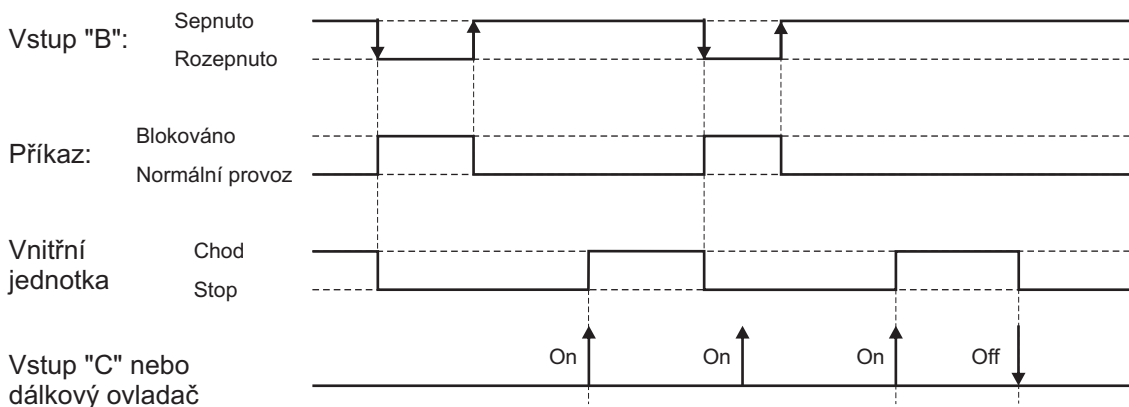 Vstup "B":
Sepnuto
Rozepnuto
Příkaz:
Blokováno
Normální provoz
Vnitřní
jednotka
Chod
Stop
Vstup "C" nebo
dálkový ovladač
On
On
On
Off